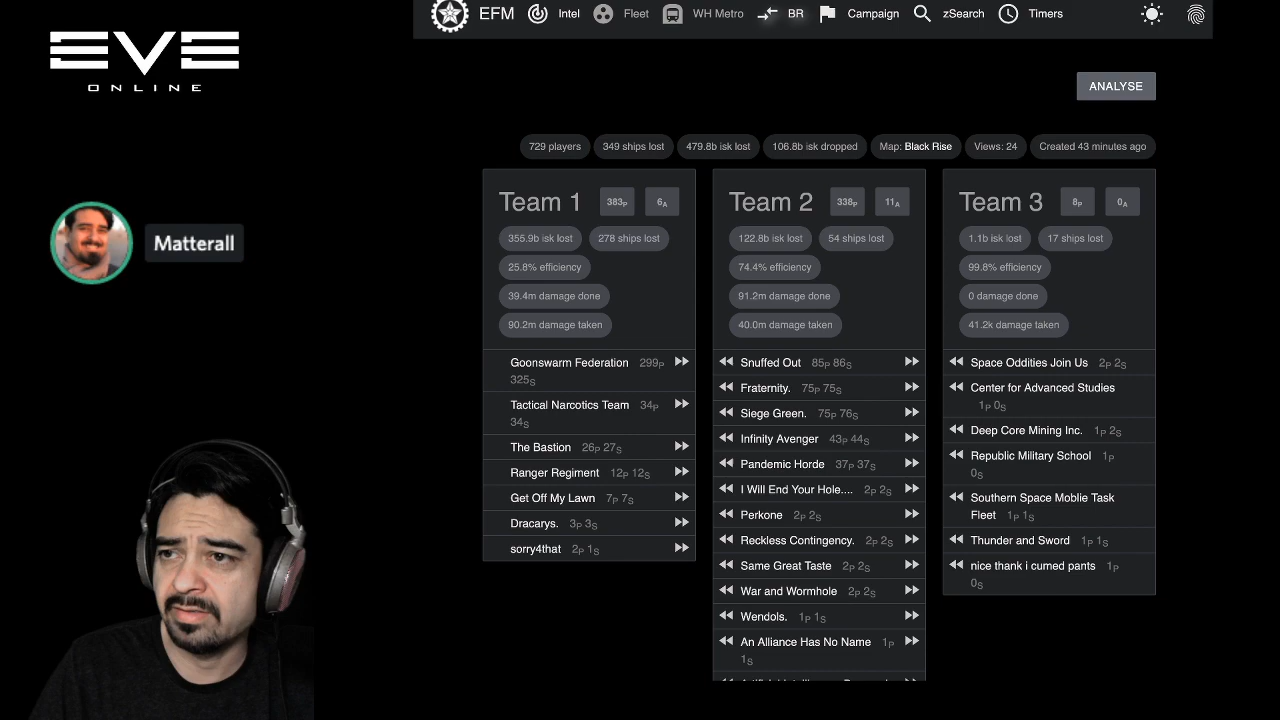 EVE
ONLINE
EFM Intel Fleet WH Metro BR Campaign zSearch Timers
ANALYSE
729 players 349 ships lost 479.8b isk lost 106.8b isk dropped Map: Black Rise Views: 24 Created 43 minutes ago
Matterall
Team 1 383P 6A
355.9b isk lost 278 ships lost
25.8% efficiency
39.4m damage done
90.2m damage taken
Goonswarm Federation 299P
325S
Tactical Narcotics Team 34P
34S
The Bastion 26P 27S
Ranger Regiment 12P 12S
Get Off My Lawn 7P 7S
Dracarys. 3P 3S
sorry4that 2P 1S
Team 2 338P 11A
122.8b isk lost 54 ships lost
74.4% efficiency
91.2m damage done
40.0m damage taken
Snuffed Out 85P 86S
Fraternity. 75P 75S
Siege Green. 75P 76S
Infinity Avenger 43P 44S
Pandemic Horde 37P 37S
I Will End Your Hole.... 2P 2S
Perkone 2P 2S
Reckless Contingency. 2P 2S
Same Great Taste 2P 2S
War and Wormhole 2P 2S
Wendols. 1P 1S
An Alliance Has No Name 1P
1S
Team 3 8P 0A
1.1b isk lost 17 ships lost
99.8% efficiency
0 damage done
41.2k damage taken
Space Oddities Join Us 2P 2S
Center for Advanced Studies
1P 0S
Deep Core Mining Inc. 1P 2S
Republic Military School 1P
0S
Southern Space Moblie Task
Fleet 1P 1S
Thunder and Sword 1P 1S
nice thank i cumed pants 1P
0S